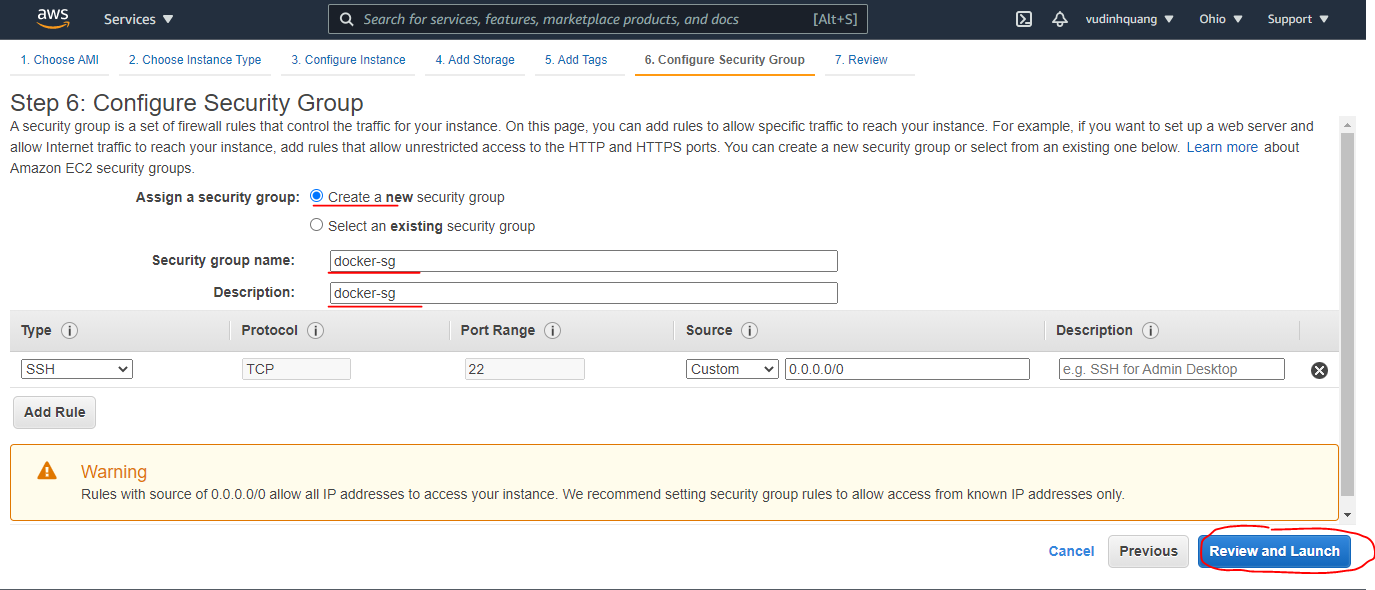 aws Services Search for services, features, marketplace products, and docs [Alt+S] vudinhquang Ohio Support
1. Choose AMI 2. Choose Instance Type 3. Configure Instance 4. Add Storage 5. Add Tags 6. Configure Security Group 7. Review
Step 6: Configure Security Group
A security group is a set of firewall rules that control the traffic for your instance. On this page, you can add rules to allow specific traffic to reach your instance. For example, if you want to set up a web server and
allow Internet traffic to reach your instance, add rules that allow unrestricted access to the HTTP and HTTPS ports. You can create a new security group or select from an existing one below. Learn more about
Amazon EC2 security groups.
Assign a security group: Create a new security group
Select an existing security group
Security group name: docker-sg
Description: docker-sg
Type i Protocol i Port Range i Source i Description i
SSH TCP 22 Custom 0.0.0.0/0 e.g. SSH for Admin Desktop
Add Rule
Warning
Rules with source of 0.0.0.0/0 allow all IP addresses to access your instance. We recommend setting security group rules to allow access from known IP addresses only.
Cancel Previous Review and Launch